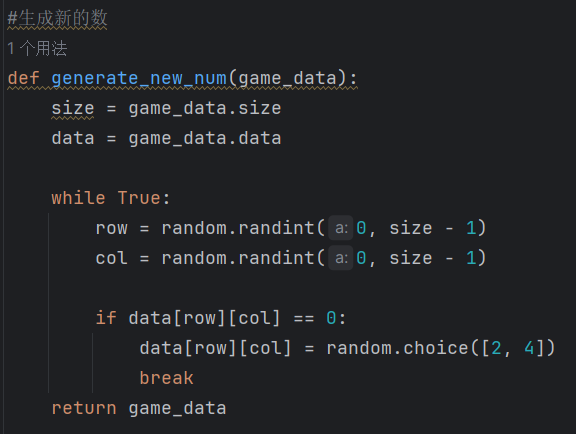 #生成新的数
1 个用法
def generate_new_num(game_data):
    size = game_data.size
    data = game_data.data

    while True:
        row = random.randint(a: 0, size - 1)
        col = random.randint(a: 0, size - 1)

        if data[row][col] == 0:
            data[row][col] = random.choice([2, 4])
            break
    return game_data